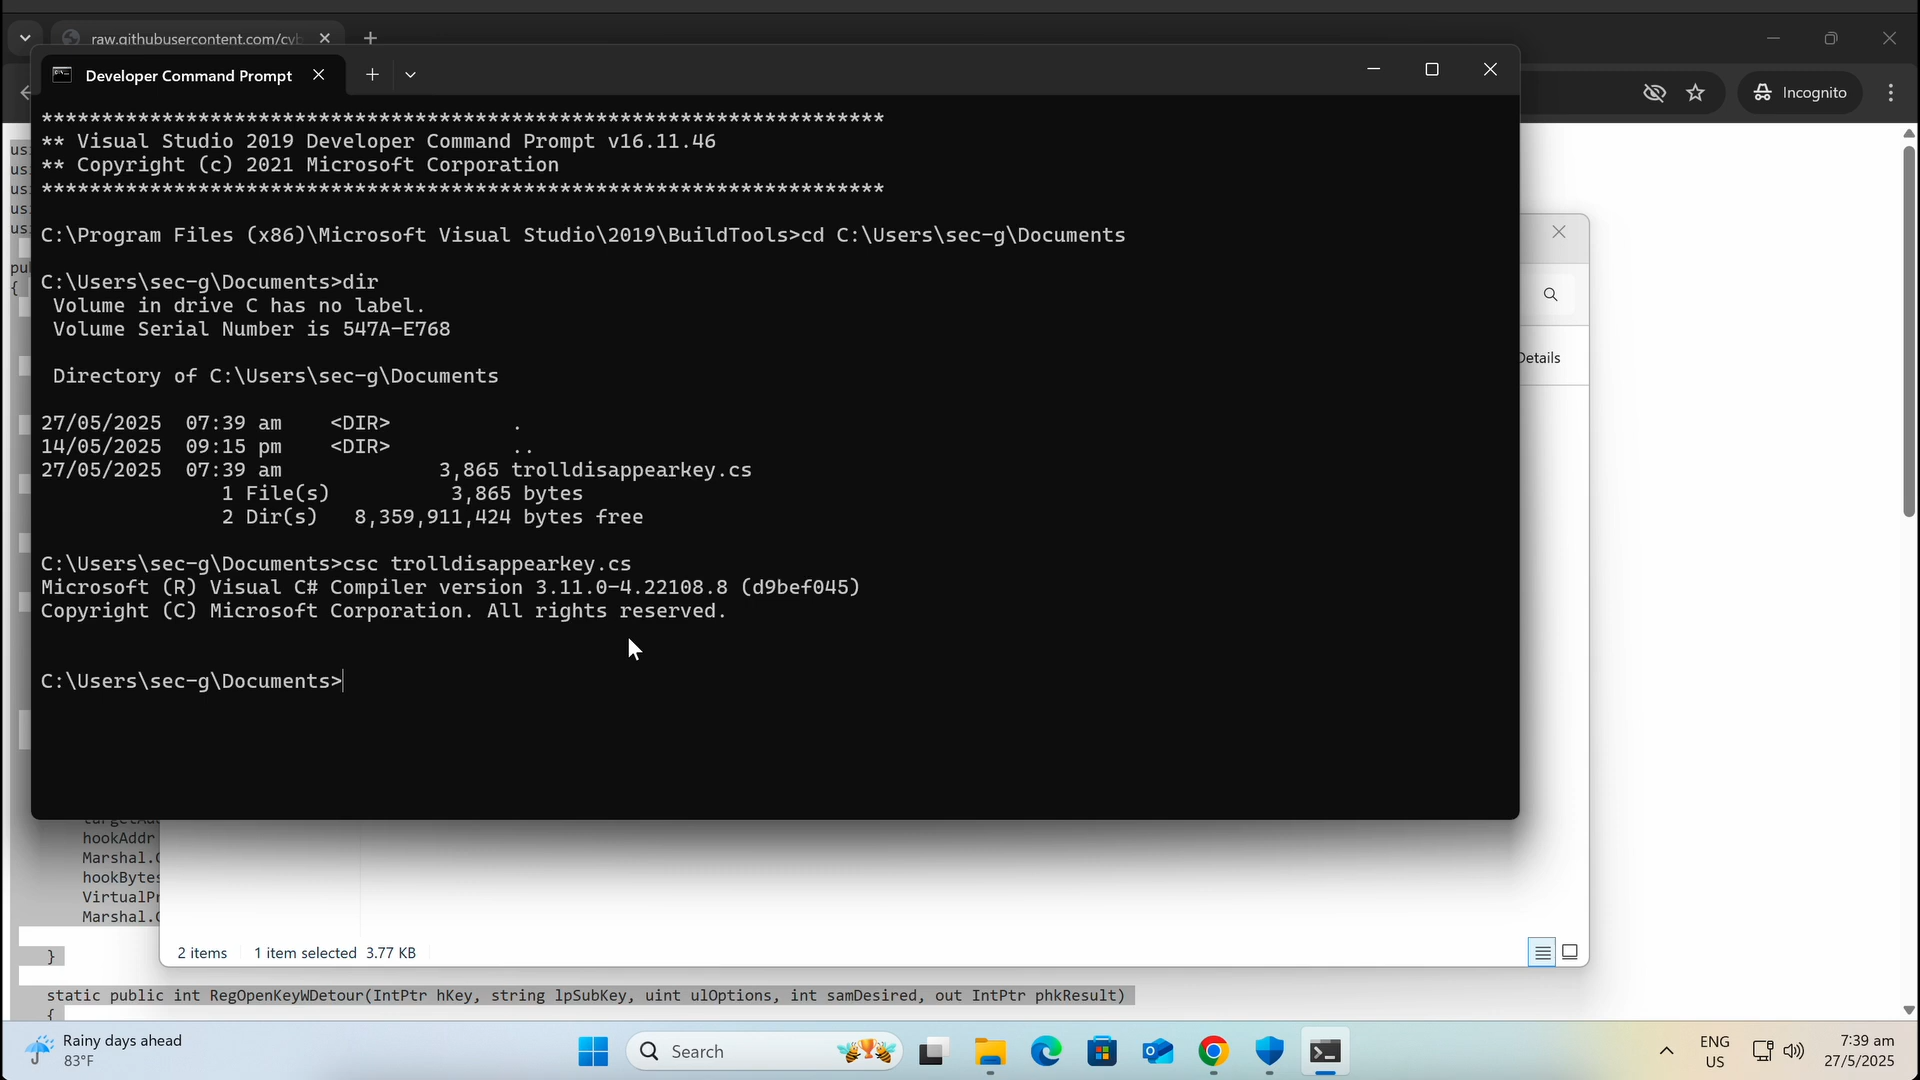 raw.githubusercontent.com/cyb
Developer Command Prompt
Incognito
**********************************************************************
** Visual Studio 2019 Developer Command Prompt v16.11.46
** Copyright (c) 2021 Microsoft Corporation
**********************************************************************
C:\Program Files (x86)\Microsoft Visual Studio\2019\BuildTools>cd C:\Users\sec-g\Documents
C:\Users\sec-g\Documents>dir
Volume in drive C has no label.
Volume Serial Number is 547A-E768
Directory of C:\Users\sec-g\Documents
27/05/2025 07:39 am <DIR> .
14/05/2025 09:15 pm <DIR> ..
27/05/2025 07:39 am 3,865 trolldisappearkey.cs
1 File(s) 3,865 bytes
2 Dir(s) 8,359,911,424 bytes free
C:\Users\sec-g\Documents>csc trolldisappearkey.cs
Microsoft (R) Visual C# Compiler version 3.11.0-4.22108.8 (d9bef045)
Copyright (C) Microsoft Corporation. All rights reserved.
C:\Users\sec-g\Documents>
Details
hookAddr
Marshal.C
hookBytes
VirtualPr
Marshal.C
}
2 items
1 item selected 3.77 KB
static public int RegOpenKeyWDetour(IntPtr hKey, string lpSubKey, uint ulOptions, int samDesired, out IntPtr phkResult)
{
Rainy days ahead
83°F
Search
ENG
US
7:39 am
27/5/2025